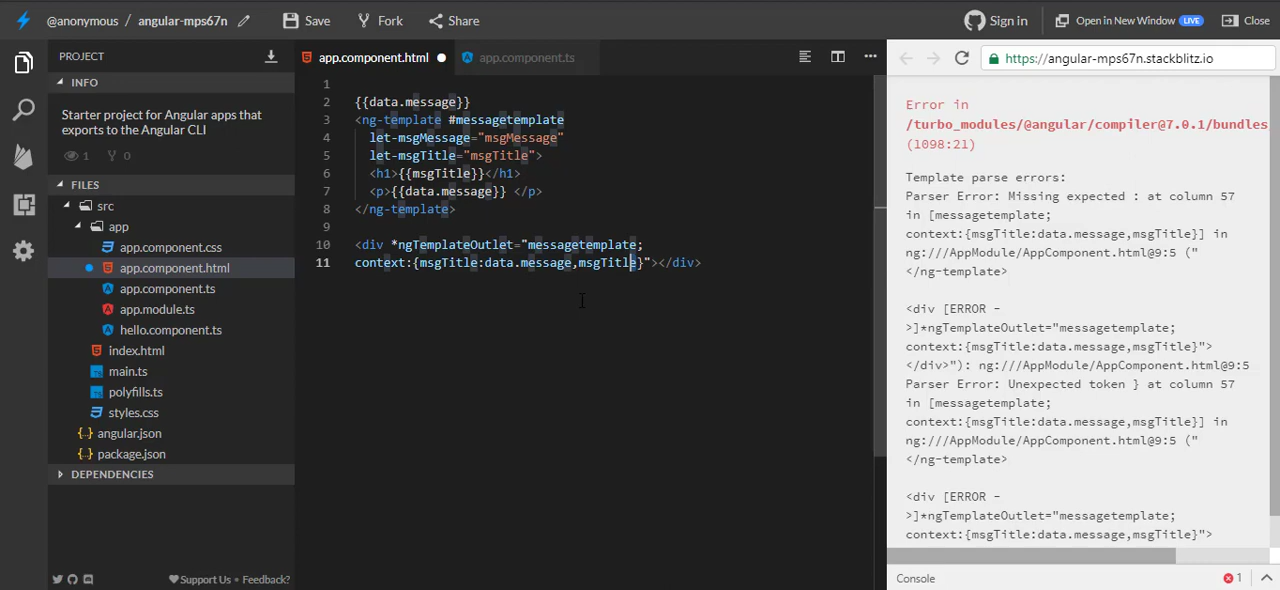 @anonymous / angular-mps67n
Save
Fork
Share
Sign in
Open in New Window LIVE
Close
PROJECT
INFO
Starter project for Angular apps that
exports to the Angular CLI
1
0
FILES
src
app
app.component.css
app.component.html
app.component.ts
app.module.ts
hello.component.ts
index.html
main.ts
polyfills.ts
styles.css
angular.json
package.json
DEPENDENCIES
Support Us • Feedback?
app.component.html
app.component.ts
1
2 {{data.message}}
3 <ng-template #messagetemplate
4 let-msgMessage="msgMessage"
5 let-msgTitle="msgTitle">
6 <h1>{{msgTitle}}</h1>
7 <p>{{data.message}} </p>
8 </ng-template>
9
10 <div *ngTemplateOutlet="messagetemplate;
11 context:{msgTitle:data.message,msgTitle}"></div>
https://angular-mps67n.stackblitz.io
Error in
/turbo_modules/@angular/compiler@7.0.1/bundles
(1098:21)
Template parse errors:
Parser Error: Missing expected : at column 57
in [messagetemplate;
context:{msgTitle:data.message,msgTitle}] in
ng:///AppModule/AppComponent.html@9:5 ("
</ng-template>
<div [ERROR -
>]*ngTemplateOutlet="messagetemplate;
context:{msgTitle:data.message,msgTitle}">
</div>"): ng:///AppModule/AppComponent.html@9:5
Parser Error: Unexpected token } at column 57
in [messagetemplate;
context:{msgTitle:data.message,msgTitle}] in
ng:///AppModule/AppComponent.html@9:5 ("
</ng-template>
<div [ERROR -
>]*ngTemplateOutlet="messagetemplate;
context:{msgTitle:data.message,msgTitle}">
Console
1